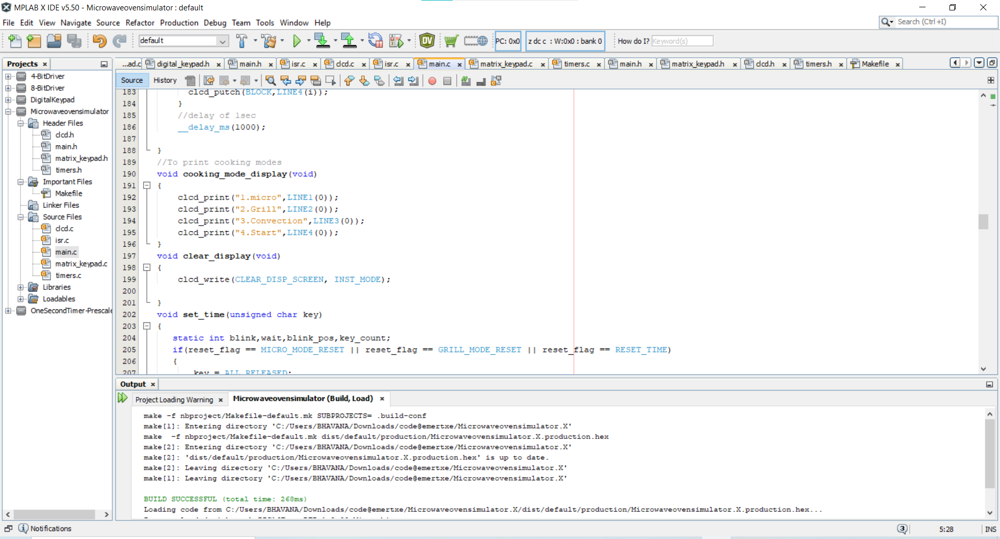 MPLAB X IDE v5.50 - Microwaveovensimulator : default
File Edit View Navigate Source Refactor Production Debug Team Tools Window Help
Search (Ctrl+I)
default
PC: 0x0
z dc c : W:0x0 : bank 0
How do I? Keyword(s)
Projects
4-BitDriver
8-BitDriver
DigitalKeypad
Microwaveovensimulator
Header Files
clcd.h
main.h
matrix_keypad.h
timers.h
Important Files
Makefile
Linker Files
Source Files
clcd.c
isr.c
main.c
matrix_keypad.c
timers.c
Libraries
Loadables
OneSecondTimer-Prescale
...ad.c digital_keypad.h main.h isr.c clcd.c isr.c main.c matrix_keypad.c timers.c main.h matrix_keypad.h clcd.h timers.h Makefile
Source History
183 clcd_putch(BLOCK,LINE4(i));
184 }
185 //delay of 1sec
186 __delay_ms(1000);
187
188 }
189 //To print cooking modes
190 void cooking_mode_display(void)
191 {
192 clcd_print("1.micro",LINE1(0));
193 clcd_print("2.Grill",LINE2(0));
194 clcd_print("3.Convection",LINE3(0));
195 clcd_print("4.Start",LINE4(0));
196 }
197 void clear_display(void)
198 {
199 clcd_write(CLEAR_DISP_SCREEN, INST_MODE);
200
201 }
202 void set_time(unsigned char key)
203 {
204 static int blink,wait,blink_pos,key_count;
205 if(reset_flag == MICRO_MODE_RESET || reset_flag == GRILL_MODE_RESET || reset_flag == RESET_TIME)
206 {
207 key = ALL_RELEASED;
Output
Project Loading Warning Microwaveovensimulator (Build, Load)
make -f nbproject/Makefile-default.mk SUBPROJECTS= .build-conf
make[1]: Entering directory 'C:/Users/BHAVANA/Downloads/code@emertxe/Microwaveovensimulator.X'
make  -f nbproject/Makefile-default.mk dist/default/production/Microwaveovensimulator.X.production.hex
make[2]: Entering directory 'C:/Users/BHAVANA/Downloads/code@emertxe/Microwaveovensimulator.X'
make[2]: 'dist/default/production/Microwaveovensimulator.X.production.hex' is up to date.
make[2]: Leaving directory 'C:/Users/BHAVANA/Downloads/code@emertxe/Microwaveovensimulator.X'
make[1]: Leaving directory 'C:/Users/BHAVANA/Downloads/code@emertxe/Microwaveovensimulator.X'
BUILD SUCCESSFUL (total time: 268ms)
Loading code from C:/Users/BHAVANA/Downloads/code@emertxe/Microwaveovensimulator.X/dist/default/production/Microwaveovensimulator.X.production.hex...
Notifications
3
5:28
INS